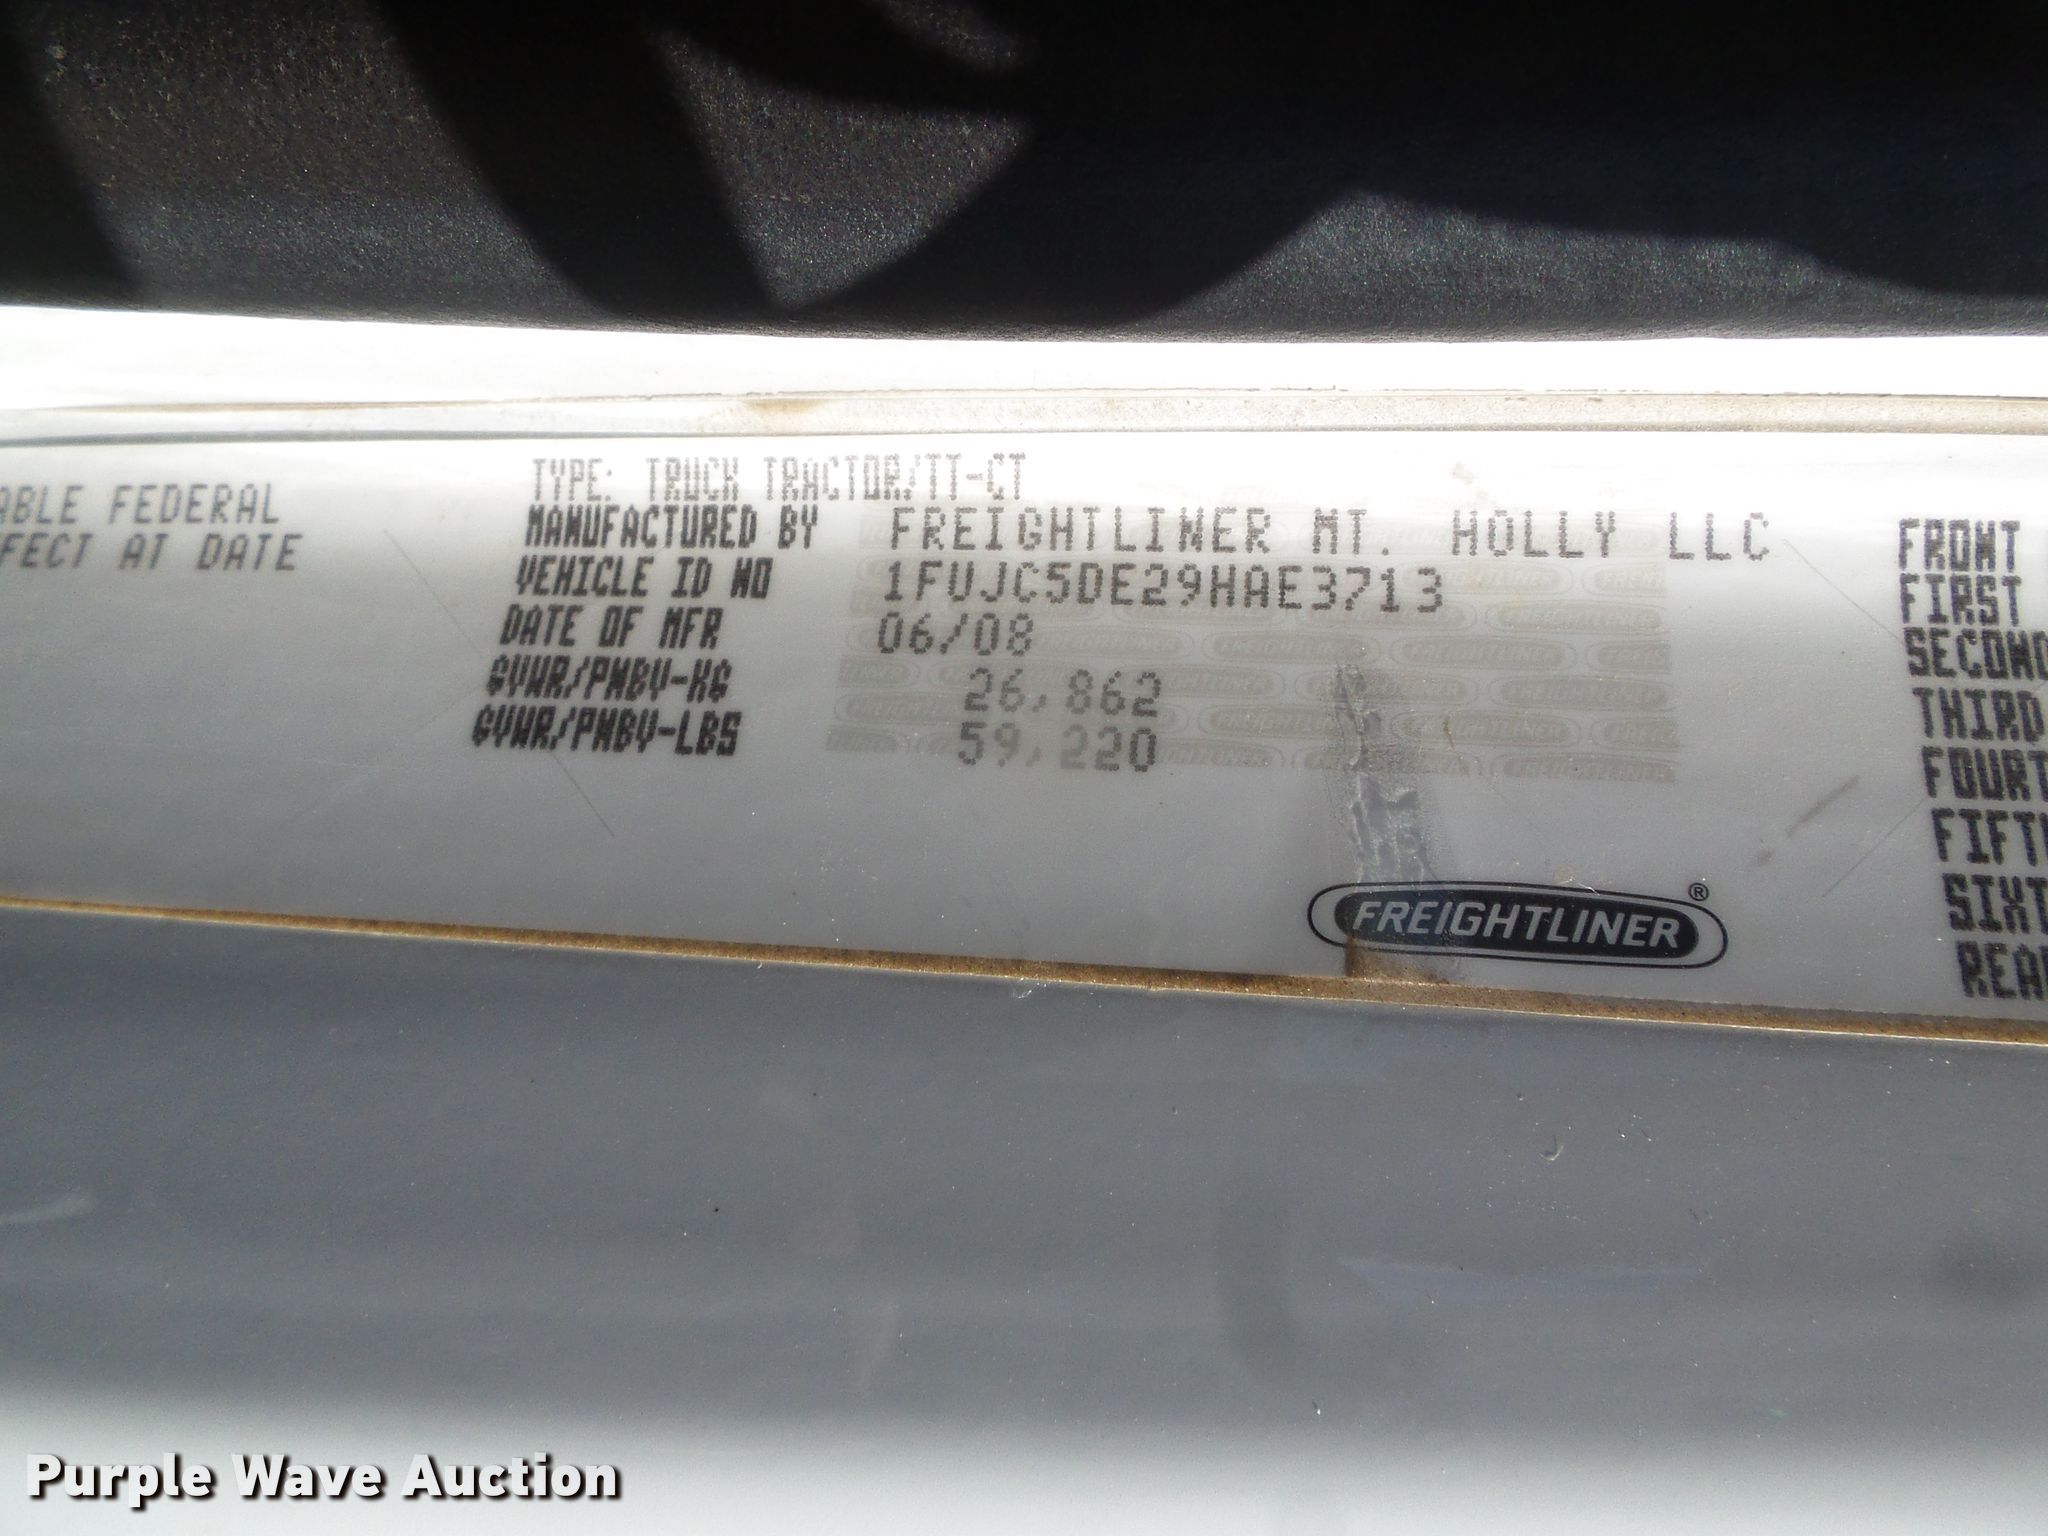 ABLE FEDERAL
FFECT AT DATE
TYPE: TRUCK TRACTOR/TT-CT
MANUFACTURED BY FREIGHTLINER MT. HOLLY LLC
VEHICLE ID NO 1FUJC5DE29HAE3713
DATE OF MFR 06/08
GVWR/PNBV-KG 26,862
GVWR/PNBV-LBS 59,220
FREIGHTLINER®
FRONT
FIRST
SECOND
THIRD
FOURT
FIFTH
SIXT
REA
Purple Wave Auction